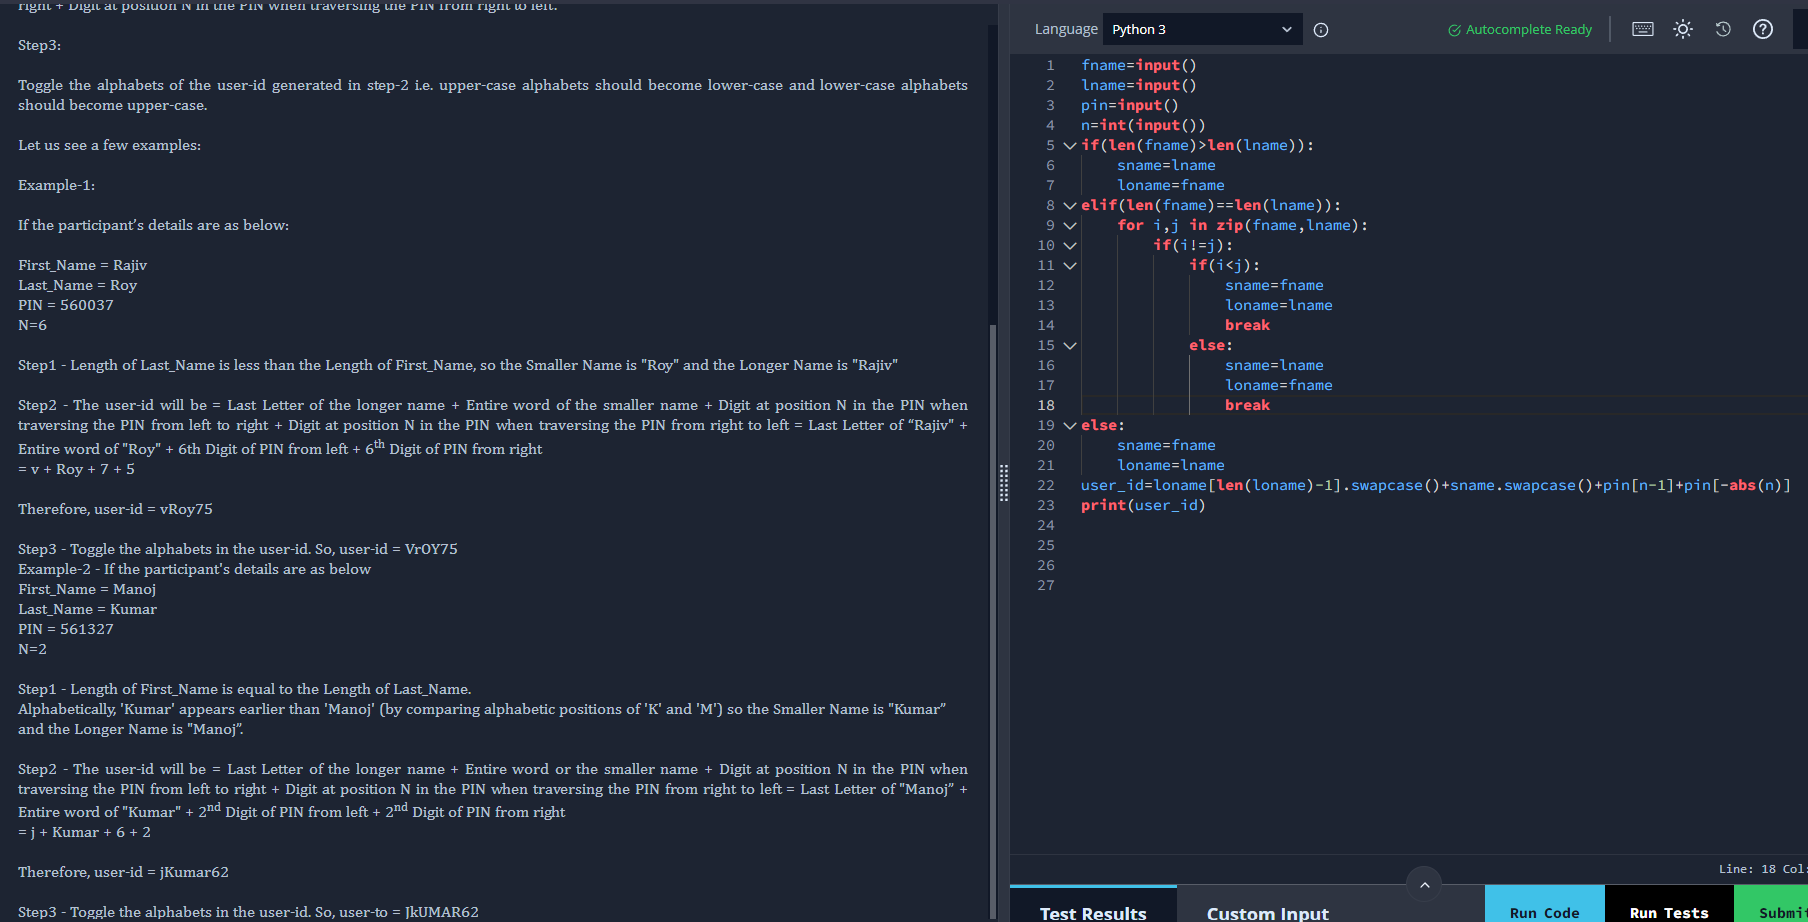 right + Digit at position N in the PIN when traversing the PIN from right to left.
Step3:
Toggle the alphabets of the user-id generated in step-2 i.e. upper-case alphabets should become lower-case and lower-case alphabets
should become upper-case.
Let us see a few examples:
Example-1:
If the participant’s details are as below:
First_Name = Rajiv
Last_Name = Roy
PIN = 560037
N=6
Step1 - Length of Last_Name is less than the Length of First_Name, so the Smaller Name is "Roy" and the Longer Name is "Rajiv"
Step2 - The user-id will be = Last Letter of the longer name + Entire word of the smaller name + Digit at position N in the PIN when
traversing the PIN from left to right + Digit at position N in the PIN when traversing the PIN from right to left = Last Letter of “Rajiv" +
Entire word of "Roy" + 6th Digit of PIN from left + 6th Digit of PIN from right
= v + Roy + 7 + 5
Therefore, user-id = vRoy75
Step3 - Toggle the alphabets in the user-id. So, user-id = VrOY75
Example-2 - If the participant's details are as below
First_Name = Manoj
Last_Name = Kumar
PIN = 561327
N=2
Step1 - Length of First_Name is equal to the Length of Last_Name.
Alphabetically, 'Kumar' appears earlier than 'Manoj' (by comparing alphabetic positions of 'K' and 'M') so the Smaller Name is "Kumar”
and the Longer Name is "Manoj”.
Step2 - The user-id will be = Last Letter of the longer name + Entire word or the smaller name + Digit at position N in the PIN when
traversing the PIN from left to right + Digit at position N in the PIN when traversing the PIN from right to left = Last Letter of "Manoj” +
Entire word of "Kumar" + 2nd Digit of PIN from left + 2nd Digit of PIN from right
= j + Kumar + 6 + 2
Therefore, user-id = jKumar62
Step3 - Toggle the alphabets in the user-id. So, user-to = JkUMAR62
Language Python 3 Autocomplete Ready
1 fname=input()
2 lname=input()
3 pin=input()
4 n=int(input())
5 if(len(fname)>len(lname)):
6 sname=lname
7 loname=fname
8 elif(len(fname)==len(lname)):
9 for i,j in zip(fname,lname):
10 if(i!=j):
11 if(i<j):
12 sname=fname
13 loname=lname
14 break
15 else:
16 sname=lname
17 loname=fname
18 break
19 else:
20 sname=fname
21 loname=lname
22 user_id=loname[len(loname)-1].swapcase()+sname.swapcase()+pin[n-1]+pin[-abs(n)]
23 print(user_id)
24
25
26
27
Line: 18 Col:
Test Results Custom Input Run Code Run Tests Submit